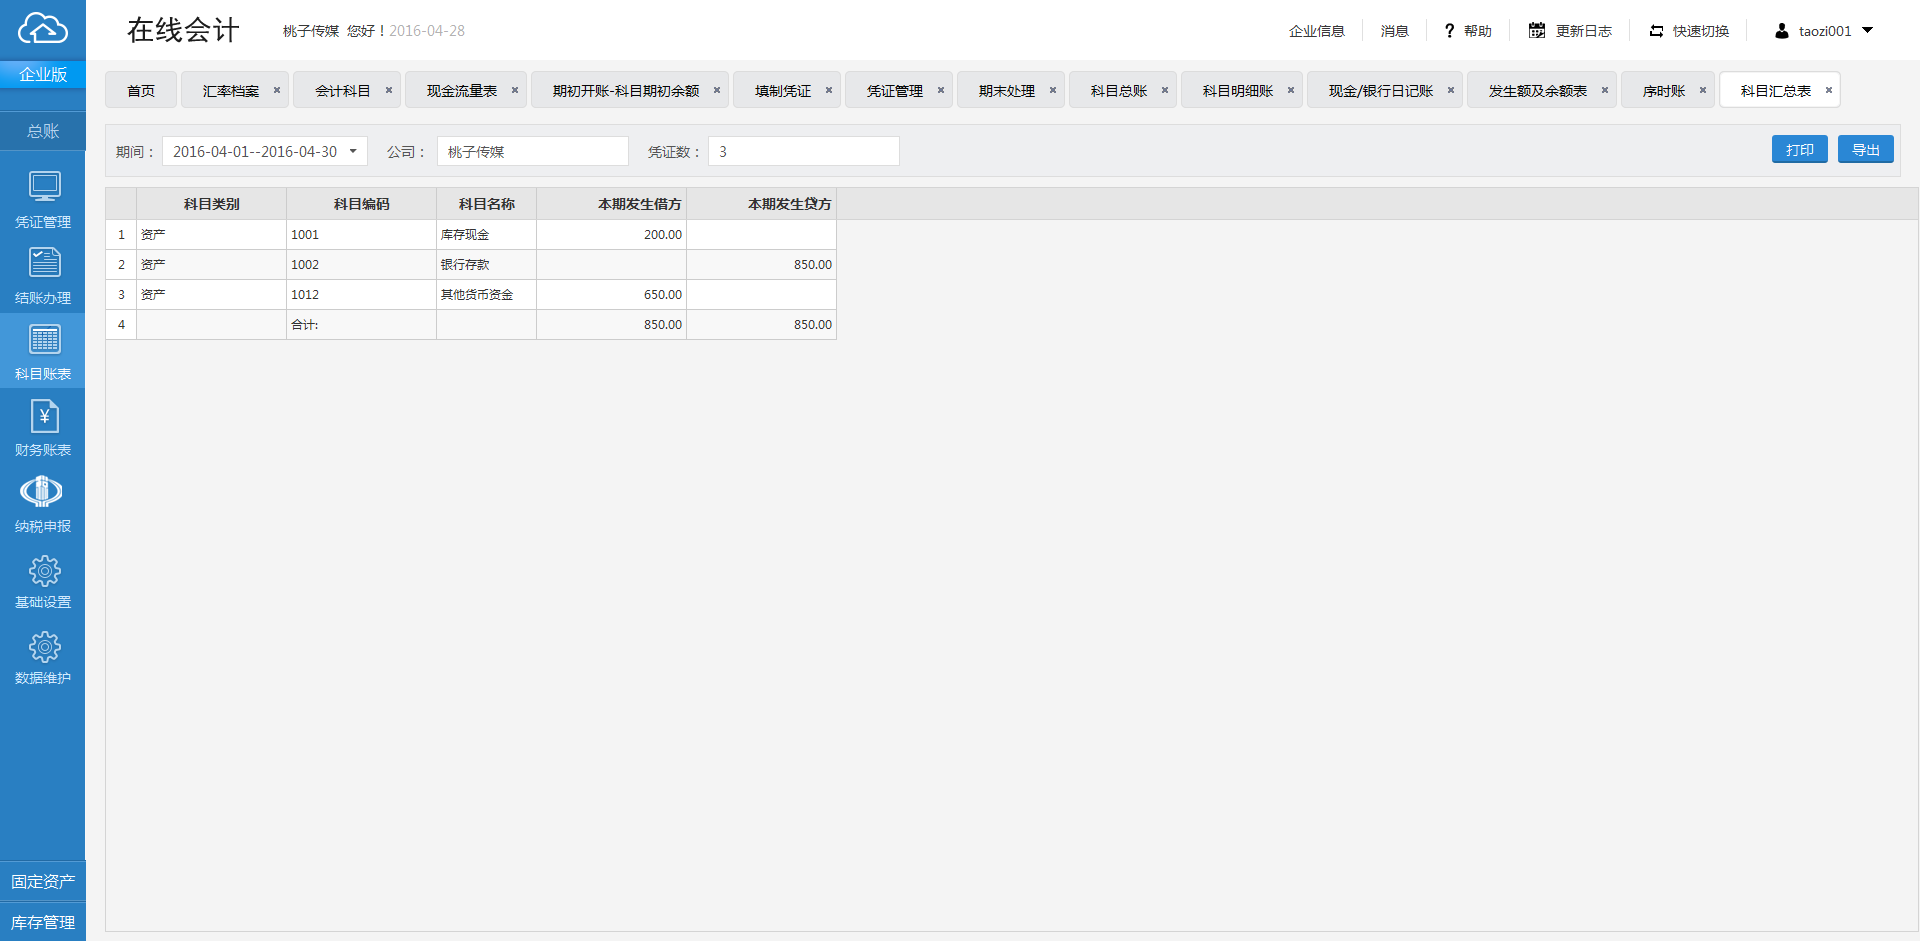 在线会计 桃子传媒 您好！2016-04-28 企业信息 消息 ? 帮助 更新日志 快速切换 taozi001
企业版
首页 汇率档案 × 会计科目 × 现金流量表 × 期初开账-科目期初余额 × 填制凭证 × 凭证管理 × 期末处理 × 科目总账 × 科目明细账 × 现金/银行日记账 × 发生额及余额表 × 序时账 × 科目汇总表 ×
总账
凭证管理
结账办理
科目账表
¥
财务账表
纳税申报
基础设置
数据维护
固定资产
库存管理
期间： 2016-04-01--2016-04-30 公司： 桃子传媒 凭证数： 3 打印 导出
科目类别 科目编码 科目名称 本期发生借方 本期发生贷方
1 资产 1001 库存现金 200.00
2 资产 1002 银行存款 850.00
3 资产 1012 其他货币资金 650.00
4 合计: 850.00 850.00